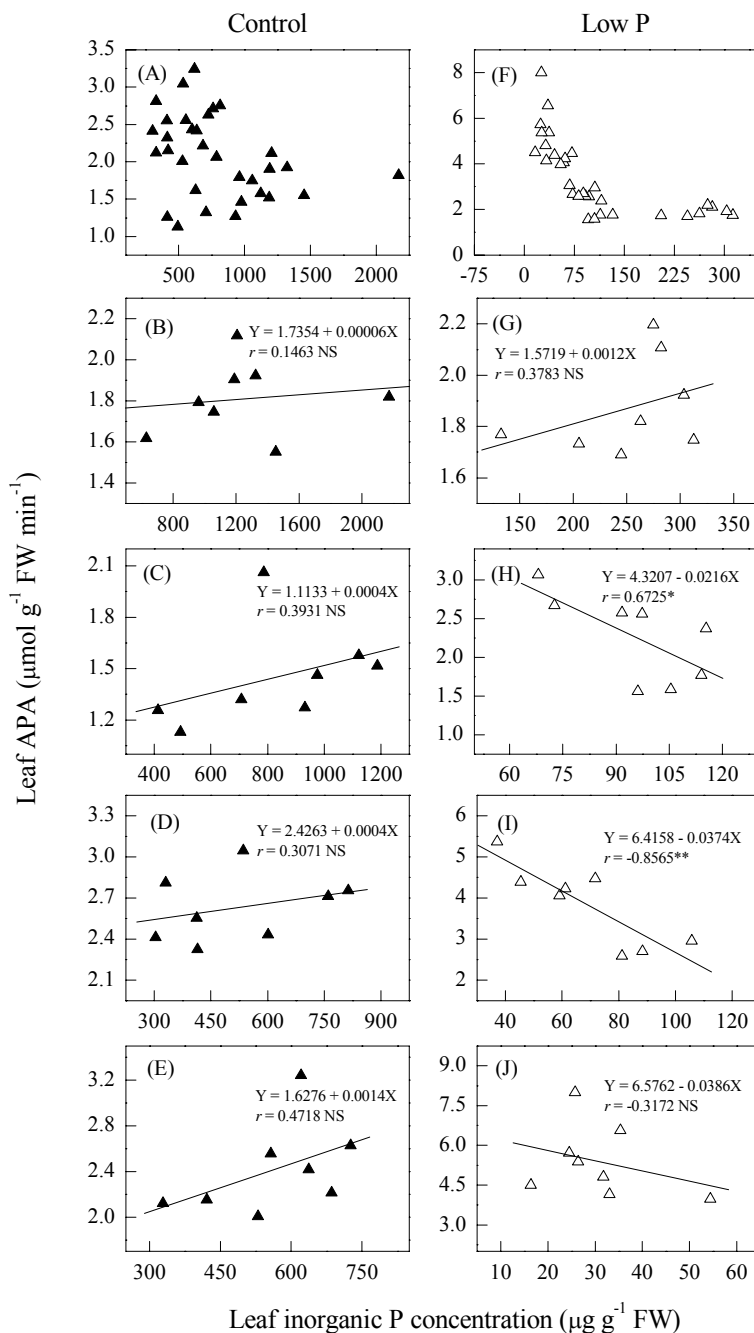 Control
Low P
(A)
3.5
3.0
2.5
2.0
1.5
1.0
500 1000 1500 2000
(F)
8
6
4
2
0
-75 0 75 150 225 300
(B)
Y = 1.7354 + 0.00006X
r = 0.1463 NS
2.2
2.0
1.8
1.6
1.4
800 1200 1600 2000
(G)
Y = 1.5719 + 0.0012X
r = 0.3783 NS
2.2
2.0
1.8
1.6
150 200 250 300 350
(C)
Y = 1.1133 + 0.0004X
r = 0.3931 NS
2.1
1.8
1.5
1.2
400 600 800 1000 1200
(H)
Y = 4.3207 - 0.0216X
r 0.6725*
3.0
2.5
2.0
1.5
1.0
60 75 90 105 120
(D)
Y = 2.4263 + 0.0004X
r = 0.3071 NS
3.3
3.0
2.7
2.4
2.1
300 450 600 750 900
(I)
Y = 6.4158 - 0.0374X
r = -0.8565**
6
5
4
3
2
1
40 60 80 100 120
(E)
Y = 1.6276 + 0.0014X
r = 0.4718 NS
3.2
2.8
2.4
2.0
300 450 600 750
(J)
Y = 6.5762 - 0.0386X
r = -0.3172 NS
9.0
7.5
6.0
4.5
3.0
10 20 30 40 50 60
Leaf APA (μmol g⁻¹ FW min⁻¹)
Leaf inorganic P concentration (μg g⁻¹ FW)